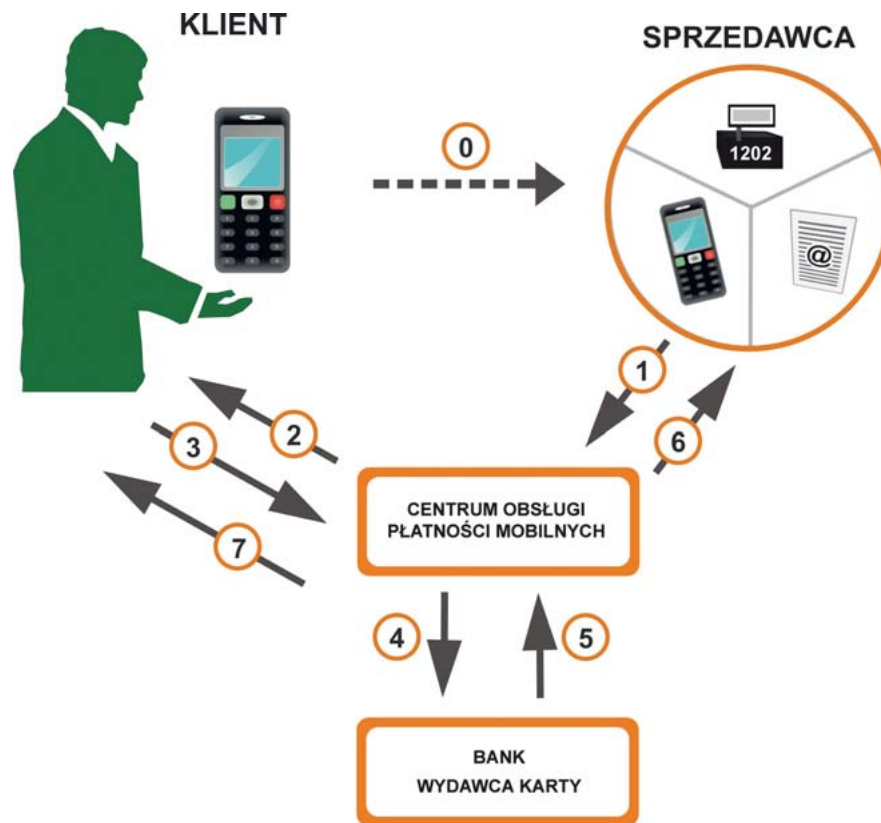 KLIENT
SPRZEDAWCA
0
1202
@
1
2
3
6
7
CENTRUM OBSŁUGI
PŁATNOŚCI MOBILNYCH
4
5
BANK
WYDAWCA KARTY